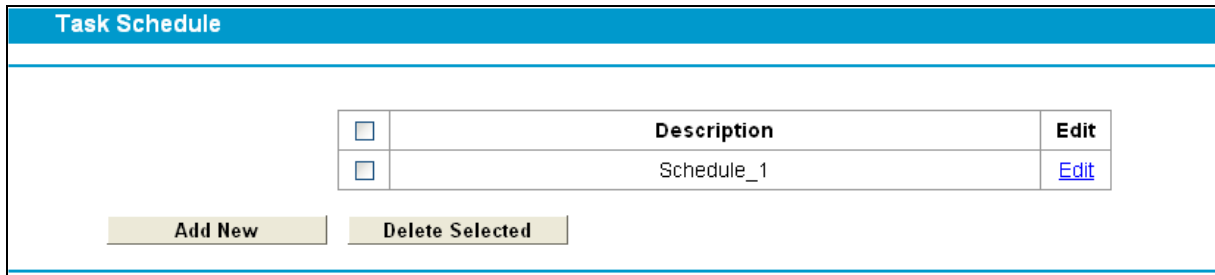 Task Schedule
Description Edit
Schedule_1 Edit
Add New Delete Selected